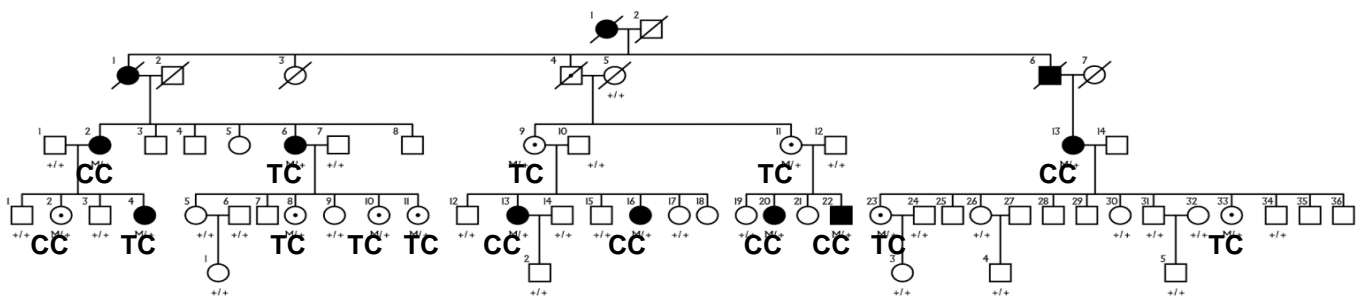 1 2
1 2 3 4 5 6 7
+/+
1 2 3 4 5 6 7 8 9 10 11 12 13 14
+/+ M/+ M/+ +/+ M/+ +/+ M/+ +/+ M/+
CC TC TC TC CC
1 2 3 4 5 6 7 8 9 10 11 12 13 14 15 16 17 18 19 20 21 22 23 24 25 26 27 28 29 30 31 32 33 34 35 36
+/+ M/+ +/+ M/+ +/+ +/+ M/+ +/+ M/+ M/+ +/+ M/+ +/+ M/+ +/+ +/+ M/+ M/+ M/+ +/+ +/+ +/+ +/+ +/+ M/+ +/+
CC TC TC TC TC CC CC CC CC TC TC
1 2 3 4 5
+/+ +/+ +/+ +/+ +/+